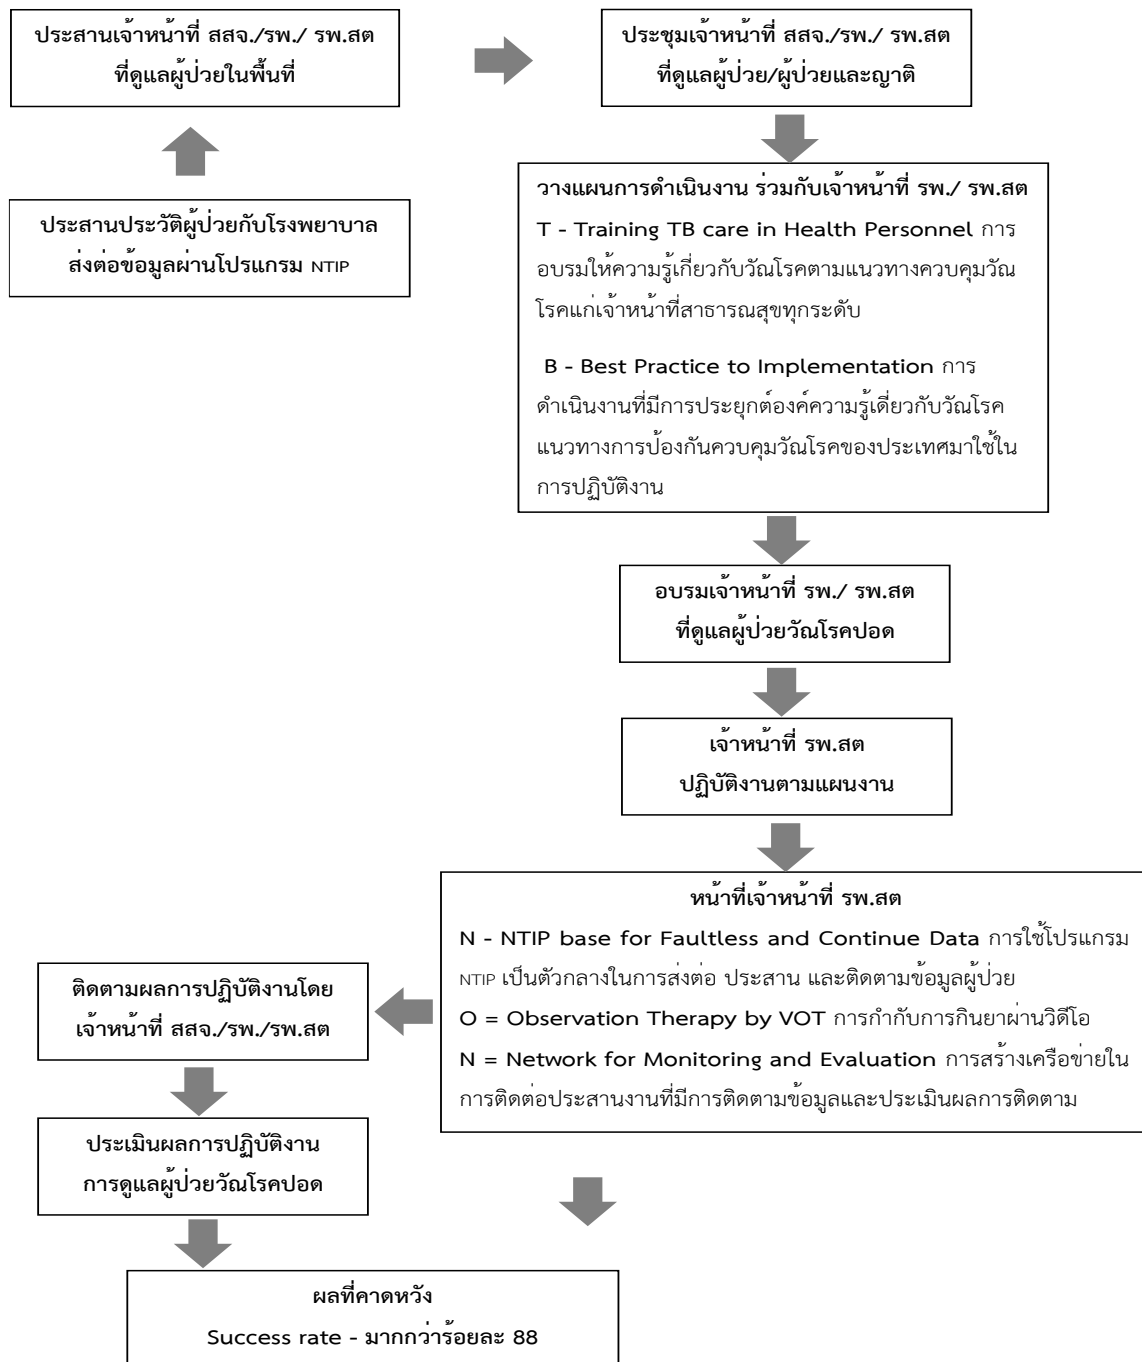 ประสานเจ้าหน้าที่ สสจ./รพ./ รพ.สต
ที่ดูแลผู้ป่วยในพื้นที่
ประชุมเจ้าหน้าที่ สสจ./รพ./ รพ.สต
ที่ดูแลผู้ป่วย/ผู้ป่วยและญาติ
ประสานประวัติผู้ป่วยกับโรงพยาบาล
ส่งต่อข้อมูลผ่านโปรแกรม NTIP
วางแผนการดำเนินงาน ร่วมกับเจ้าหน้าที่ รพ./ รพ.สต
T - Training TB care in Health Personnel การ
อบรมให้ความรู้เกี่ยวกับวัณโรคตามแนวทางควบคุมวัณ
โรคแก่เจ้าหน้าที่สาธารณสุขทุกระดับ
B - Best Practice to Implementation การ
ดำเนินงานที่มีการประยุกต์องค์ความรู้เดี่ยวกับวัณโรค
แนวทางการป้องกันควบคุมวัณโรคของประเทศมาใช้ใน
การปฏิบัติงาน
อบรมเจ้าหน้าที่ รพ./ รพ.สต
ที่ดูแลผู้ป่วยวัณโรคปอด
เจ้าหน้าที่ รพ.สต
ปฏิบัติงานตามแผนงาน
หน้าที่เจ้าหน้าที่ รพ.สต
N - NTIP base for Faultless and Continue Data การใช้โปรแกรม
NTIP เป็นตัวกลางในการส่งต่อ ประสาน และติดตามข้อมูลผู้ป่วย
O = Observation Therapy by VOT การกำกับการกินยาผ่านวิดีโอ
N = Network for Monitoring and Evaluation การสร้างเครือข่ายใน
การติดต่อประสานงานที่มีการติดตามข้อมูลและประเมินผลการติดตาม
ติดตามผลการปฏิบัติงานโดย
เจ้าหน้าที่ สสจ./รพ./รพ.สต
ประเมินผลการปฏิบัติงาน
การดูแลผู้ป่วยวัณโรคปอด
ผลที่คาดหวัง
Success rate - มากกว่าร้อยละ 88